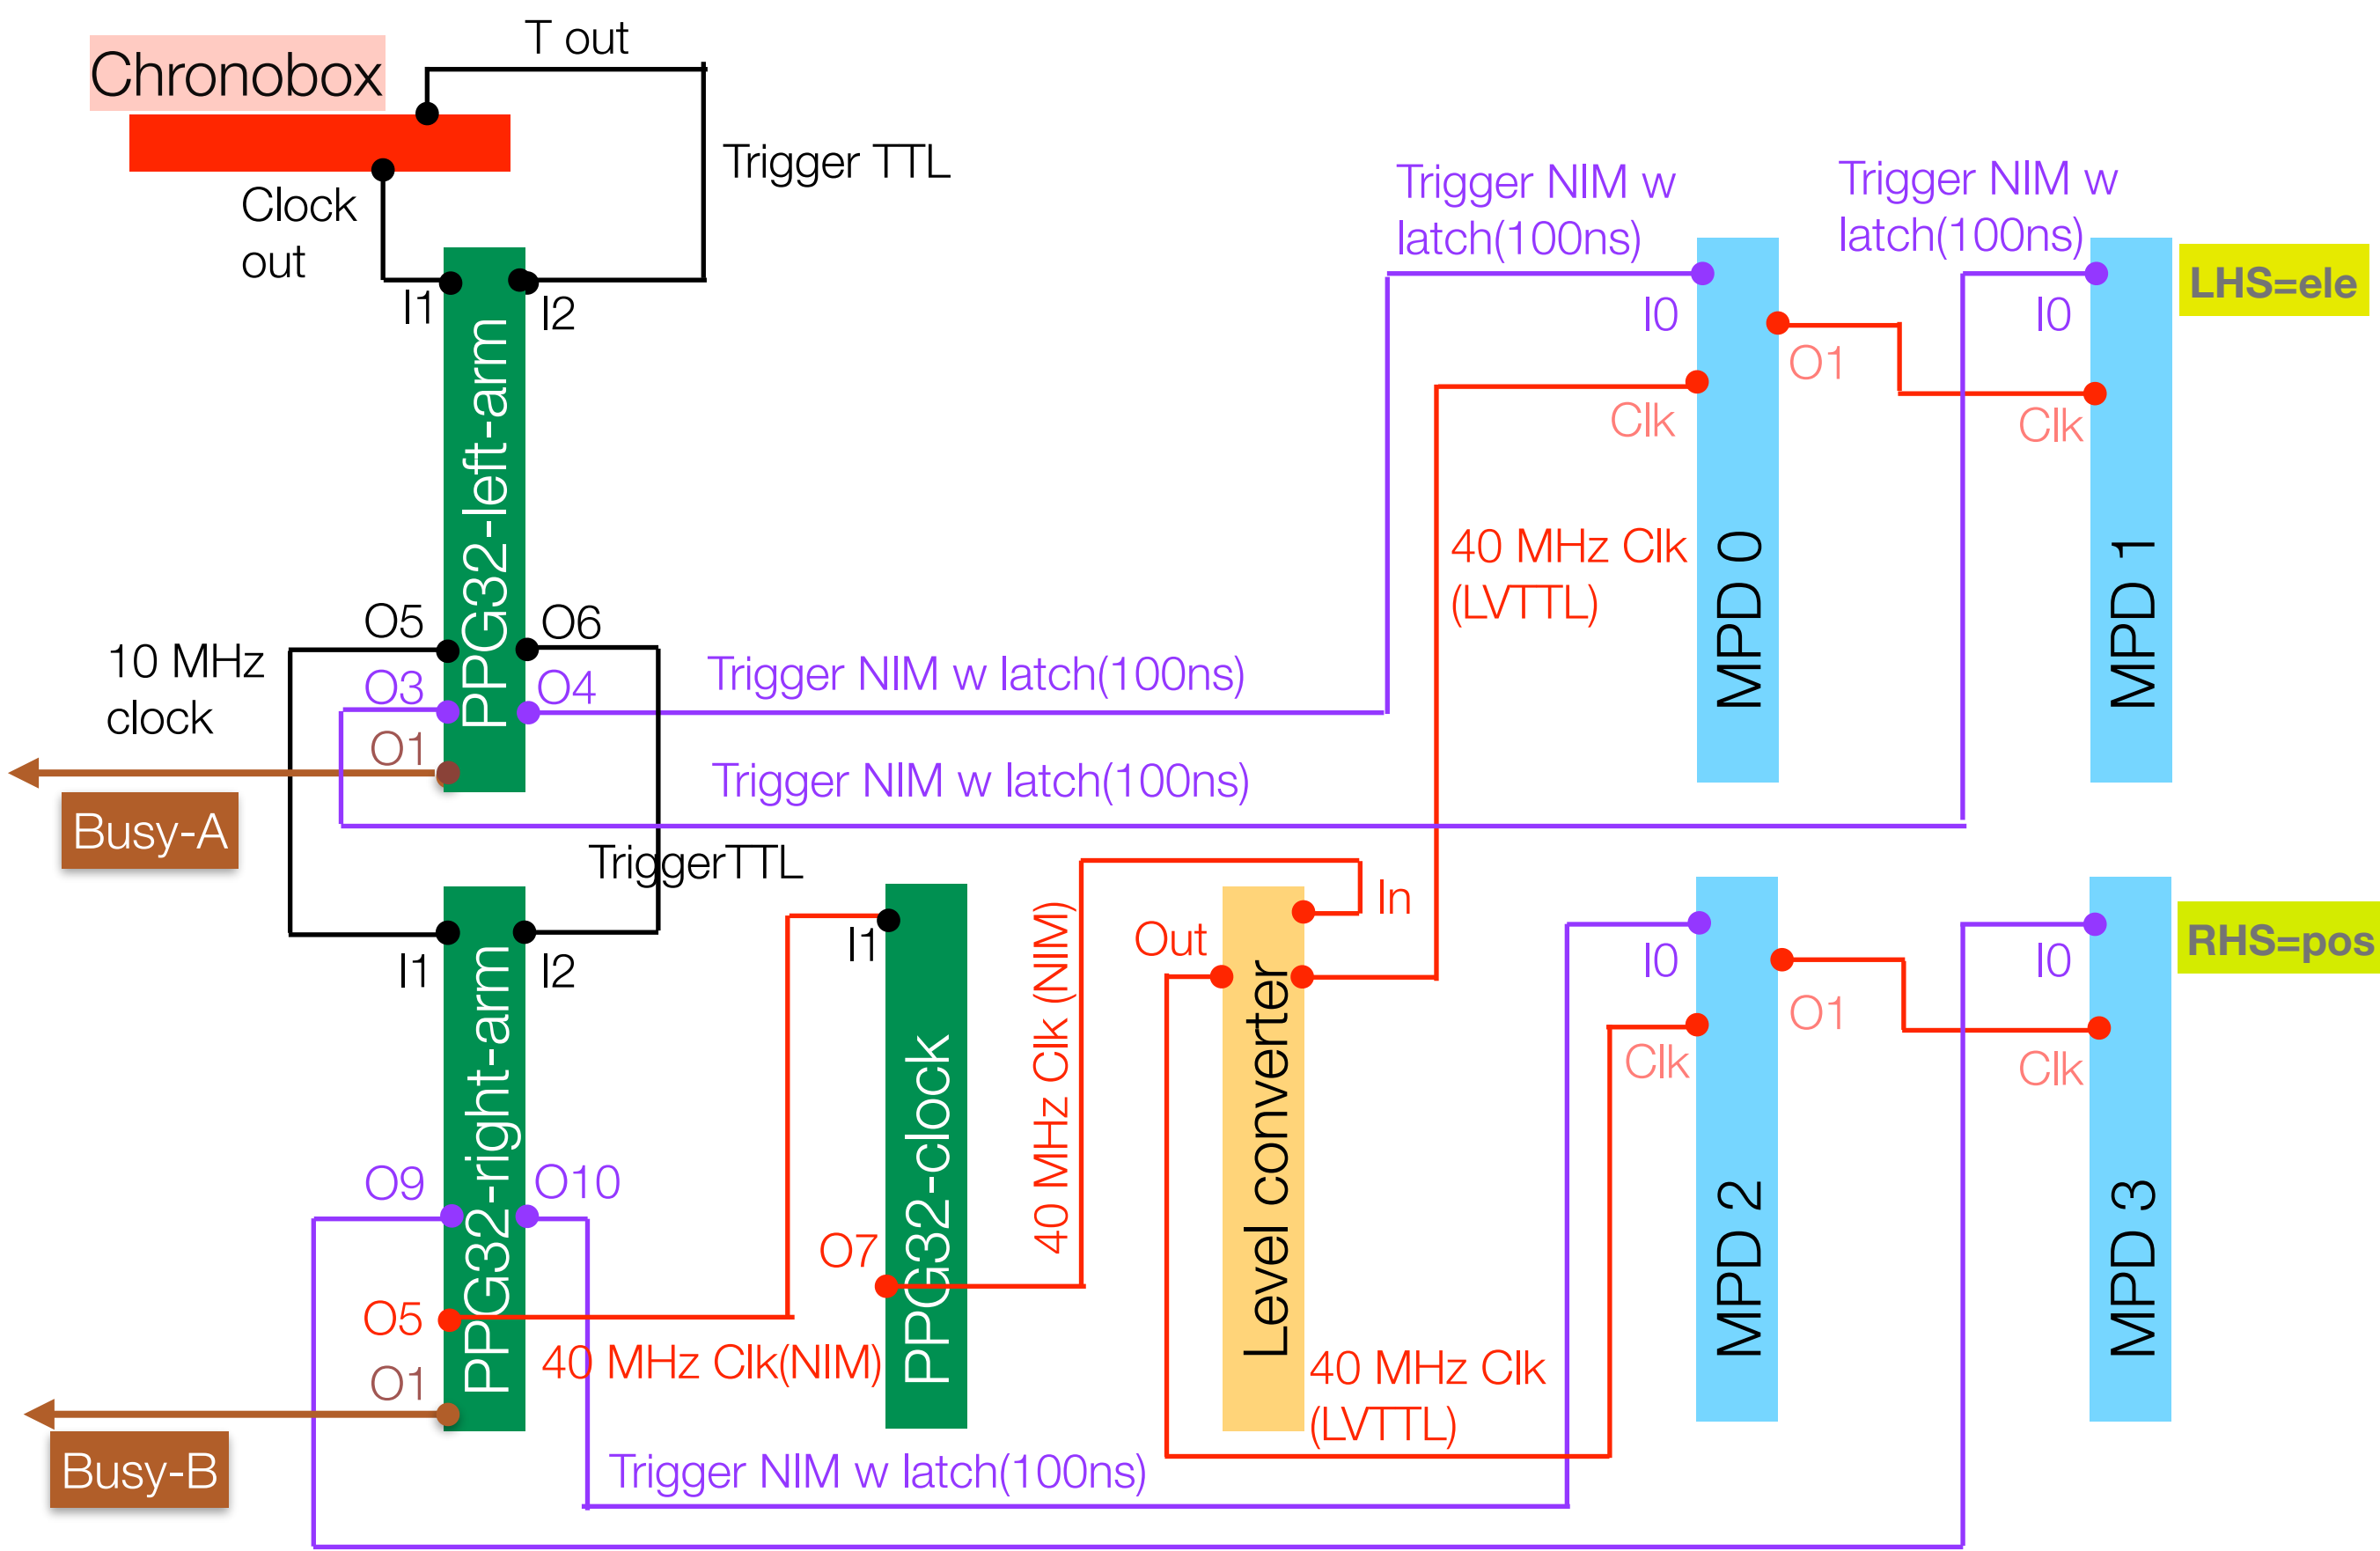 T out
Chronobox
Trigger TTL
Clock
out
I1
I2
PPG32-left-arm
Trigger NIM w
latch(100ns)
Trigger NIM w
latch(100ns)
LHS=ele
I0
I0
O1
Clk
Clk
40 MHz Clk
(LVTTL)
MPD 0
MPD 1
O5
O6
10 MHz
clock
O3
O4
Trigger NIM w latch(100ns)
O1
Trigger NIM w latch(100ns)
Busy-A
TriggerTTL
In
Out
I1
I1
I2
PPG32-right-arm
PPG32-clock
40 MHz Clk (NIM)
Level converter
I0
I0
RHS=pos
O1
Clk
Clk
MPD 2
MPD 3
O9
O10
O7
O5
40 MHz Clk(NIM)
O1
40 MHz Clk
(LVTTL)
Busy-B
Trigger NIM w latch(100ns)